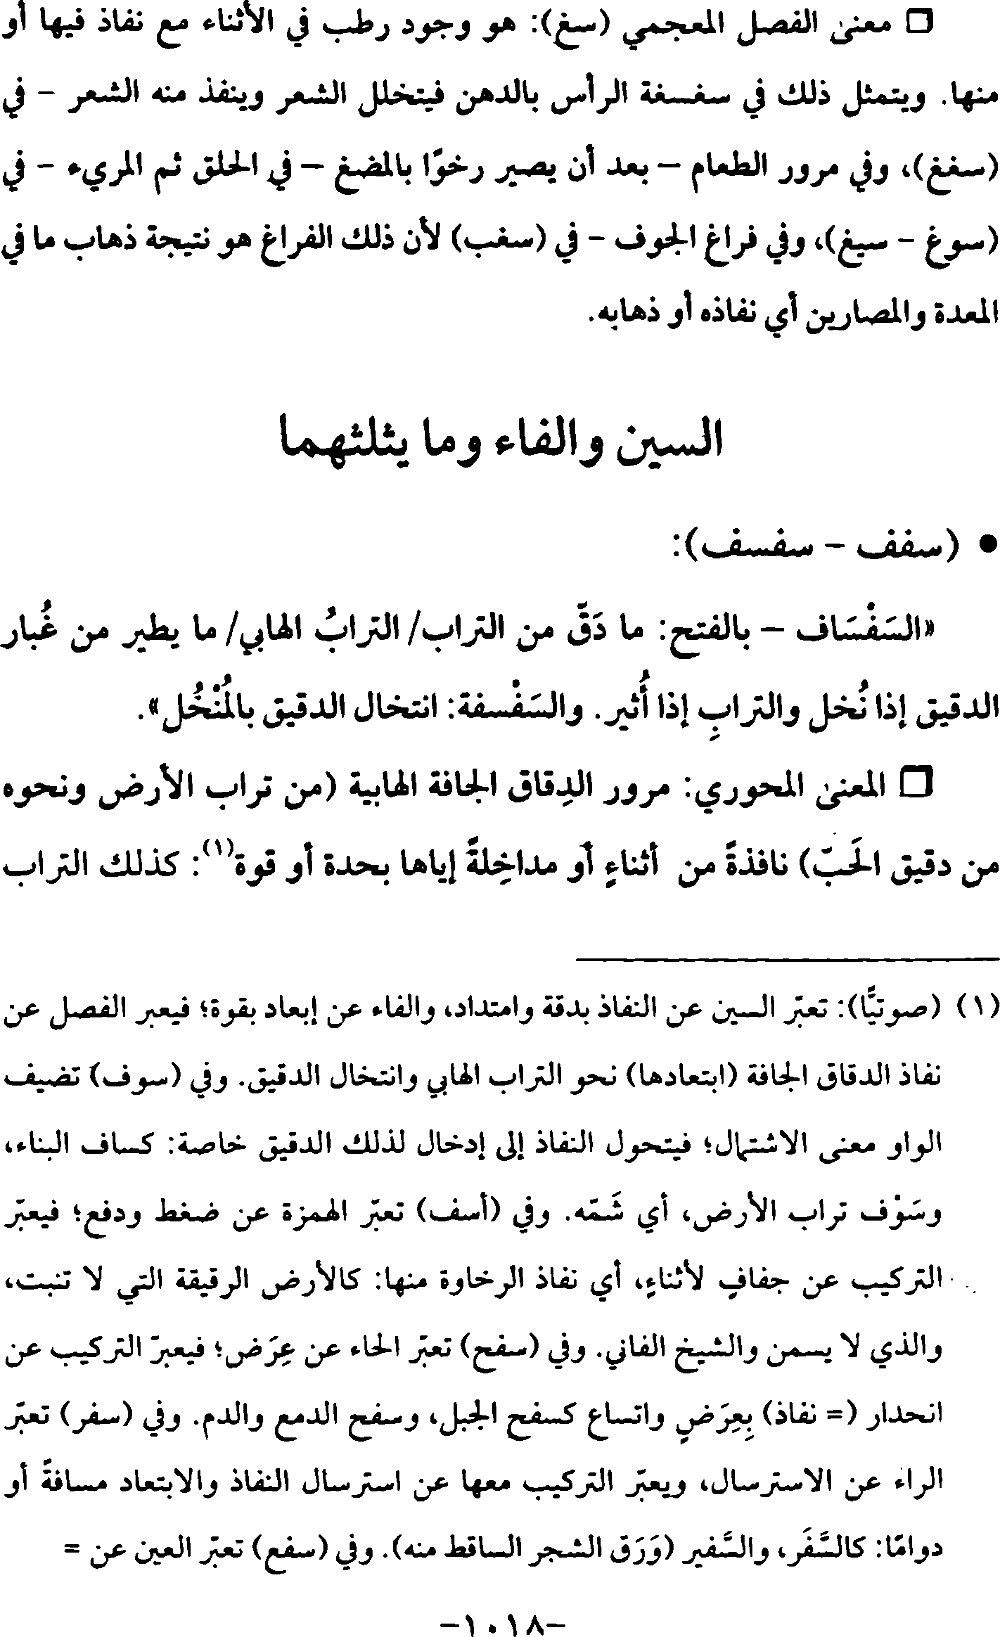 ❒ معنىٰ الفصل المعجمي (سغ): هو وجود رطب في الأثناء مع نفاذ فيها أو
منها. ويتمثل ذلك في سغسغة الرأس بالدهن فيتخلل الشعر وينفذ منه الشعر – في
(سغغ)، وفي مرور الطعام – بعد أن يصير رخوًا بالمضغ – في الحلق ثم المريء – في
(سوغ – سيغ)، وفي فراغ الجوف – في (سغب) لأن ذلك الفراغ هو نتيجة ذهاب ما في
المعدة والمصارين أي نفاذه أو ذهابه.
السين والفاء وما يثلثهما
• (سفف – سفسف):
«السَفْسَاف – بالفتح: ما دَقّ من التراب/ الترابُ الهابي/ ما يطير من غُبار
الدقيق إذا نُخل والترابِ إذا أُثير. والسَفْسفة: انتخال الدقيق بالمُنْخُل».
❒ المعنىٰ المحوري: مرور الدِقاق الجافة الهابية (من تراب الأرض ونحوه
من دقيق الحَبّ) نافذةً من أثناءٍ أو مداخِلةً إياها بحدة أو قوة(١): كذلك التراب
(١) (صوتيًّا): تعبّر السين عن النفاذ بدقة وامتداد، والفاء عن إبعاد بقوة؛ فيعبر الفصل عن
نفاذ الدقاق الجافة (ابتعادها) نحو التراب الهابي وانتخال الدقيق. وفي (سوف) تضيف
الواو معنى الاشتمال؛ فيتحول النفاذ إلى إدخال لذلك الدقيق خاصة: كساف البناء،
وسَوْف تراب الأرض، أي شَمّه. وفي (أسف) تعبّر الهمزة عن ضغط ودفع؛ فيعبّر
التركيب عن جفافٍ لأثناءٍ، أي نفاذ الرخاوة منها: كالأرض الرقيقة التي لا تنبت،
والذي لا يسمن والشيخ الفاني. وفي (سفح) تعبّر الحاء عن عِرَض؛ فيعبرّ التركيب عن
انحدار (= نفاذ) بِعِرَضٍ واتساع كسفح الجبل، وسفح الدمع والدم. وفي (سفر) تعبّر
الراء عن الاسترسال، ويعبّر التركيب معها عن استرسال النفاذ والابتعاد مسافةً أو
دوامًا: كالسَّفَر، والسَّفير (وَرَق الشجر الساقط منه). وفي (سفع) تعبّر العين عن =
–١٠١٨–